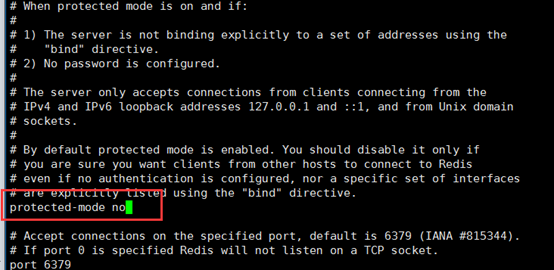 # When protected mode is on and if:
#
# 1) The server is not binding explicitly to a set of addresses using the
#    "bind" directive.
# 2) No password is configured.
#
# The server only accepts connections from clients connecting from the
# IPv4 and IPv6 loopback addresses 127.0.0.1 and ::1, and from Unix domain
# sockets.
#
# By default protected mode is enabled. You should disable it only if
# you are sure you want clients from other hosts to connect to Redis
# even if no authentication is configured, nor a specific set of interfaces
# are explicitly listed using the "bind" directive.
protected-mode no
# Accept connections on the specified port, default is 6379 (IANA #815344).
# If port 0 is specified Redis will not listen on a TCP socket.
port 6379